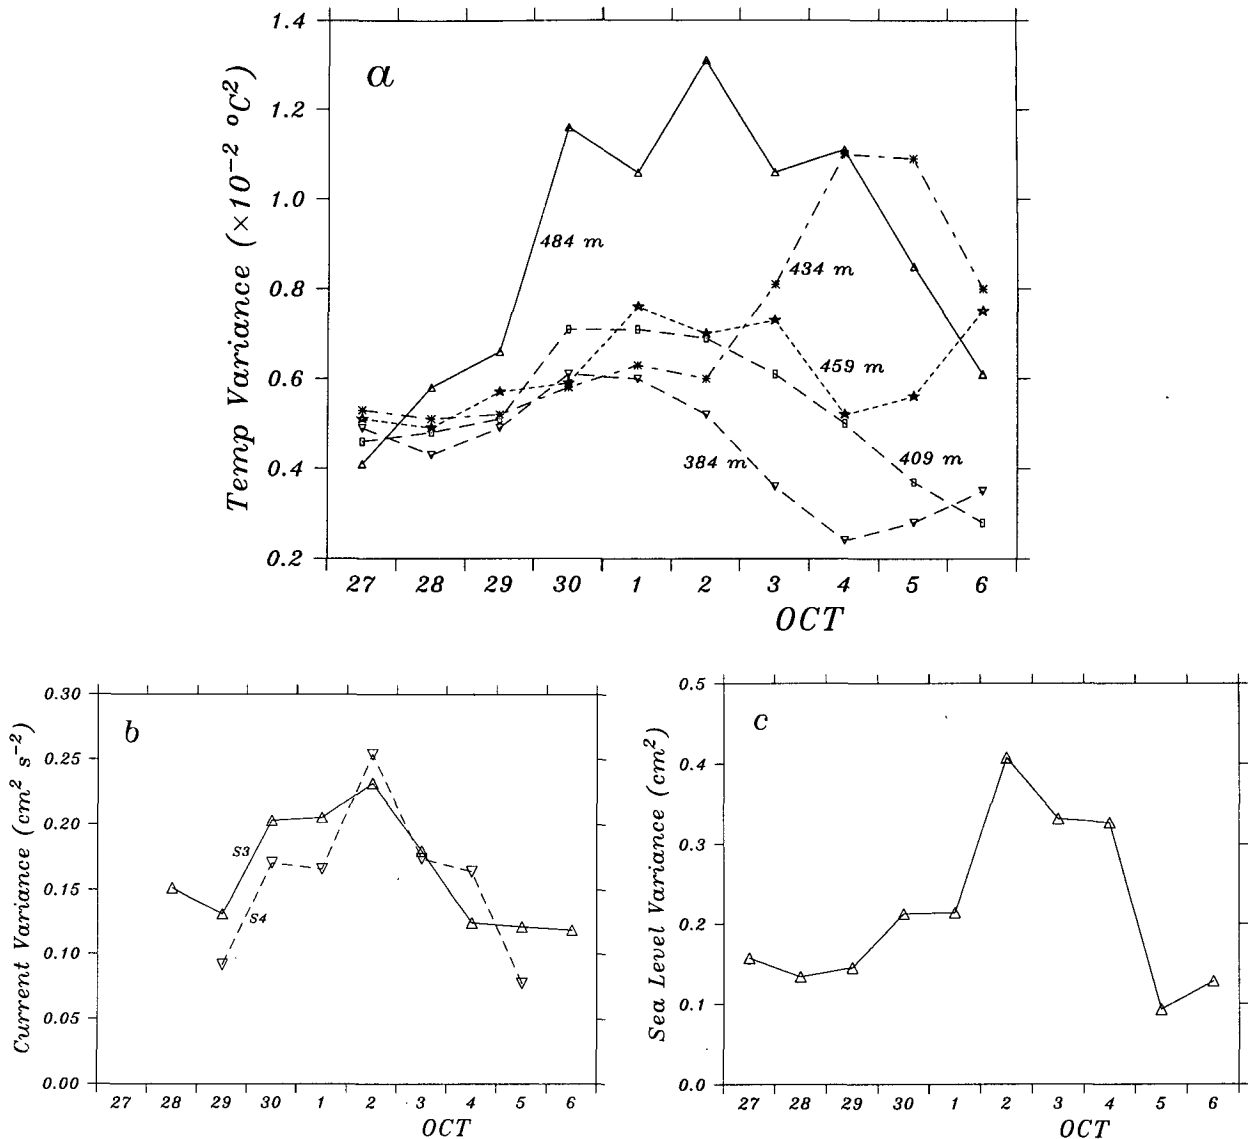 a
Temp Variance (×10⁻² °C²)
1.4
1.2
1.0
0.8
0.6
0.4
0.2
484 m
434 m
459 m
384 m
409 m
27 28 29 30 1 2 3 4 5 6
OCT
b
Current Variance (cm² s⁻²)
0.30
0.25
0.20
0.15
0.10
0.05
0.00
S3
S4
27 28 29 30 1 2 3 4 5 6
OCT
c
Sea Level Variance (cm²)
0.5
0.4
0.3
0.2
0.1
0.0
27 28 29 30 1 2 3 4 5 6
OCT